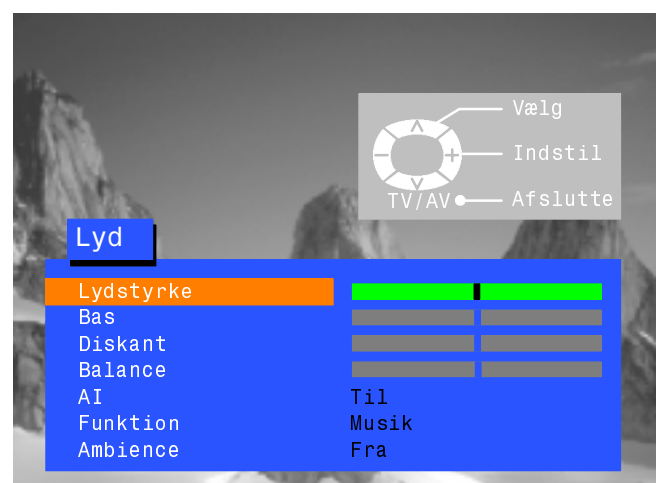 Vælg
Indstil
TV/AV Afslutte
Lyd
Lydstyrke
Bas
Diskant
Balance
AI Til
Funktion Musik
Ambience Fra